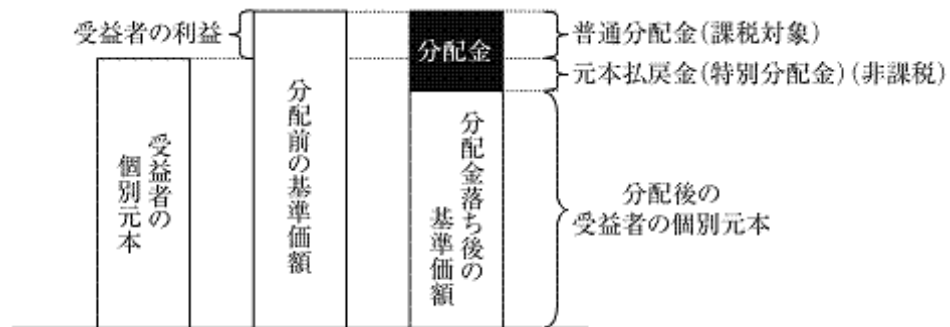 受益者の利益
分配金
普通分配金(課税対象)
元本払戻金(特別分配金)(非課税)
受益者の
個別元本
分配前の基準価額
分配金落ち後の
基準価額
分配後の
受益者の個別元本